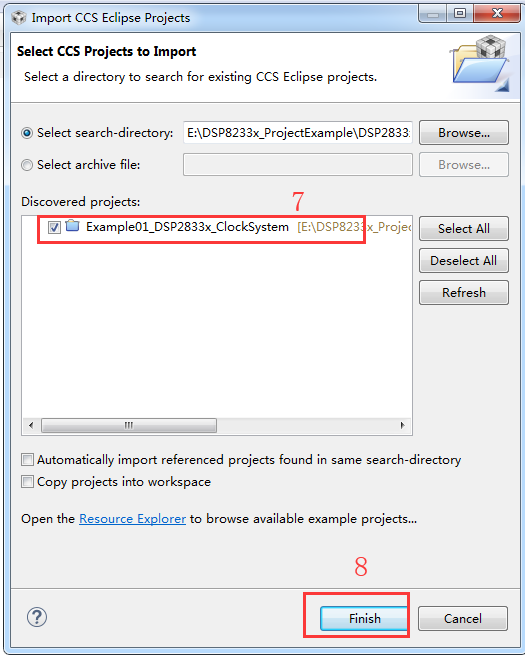 Import CCS Eclipse Projects
Select CCS Projects to Import
Select a directory to search for existing CCS Eclipse projects.
Select search-directory: E:\DSP8233x_ProjectExample\DSP2833 Browse...
Select archive file: Browse...
Discovered projects:
7
Example01_DSP2833x_ClockSystem [E:\DSP8233x_Projec
Select All
Deselect All
Refresh
Automatically import referenced projects found in same search-directory
Copy projects into workspace
Open the Resource Explorer to browse available example projects...
8
? Finish Cancel